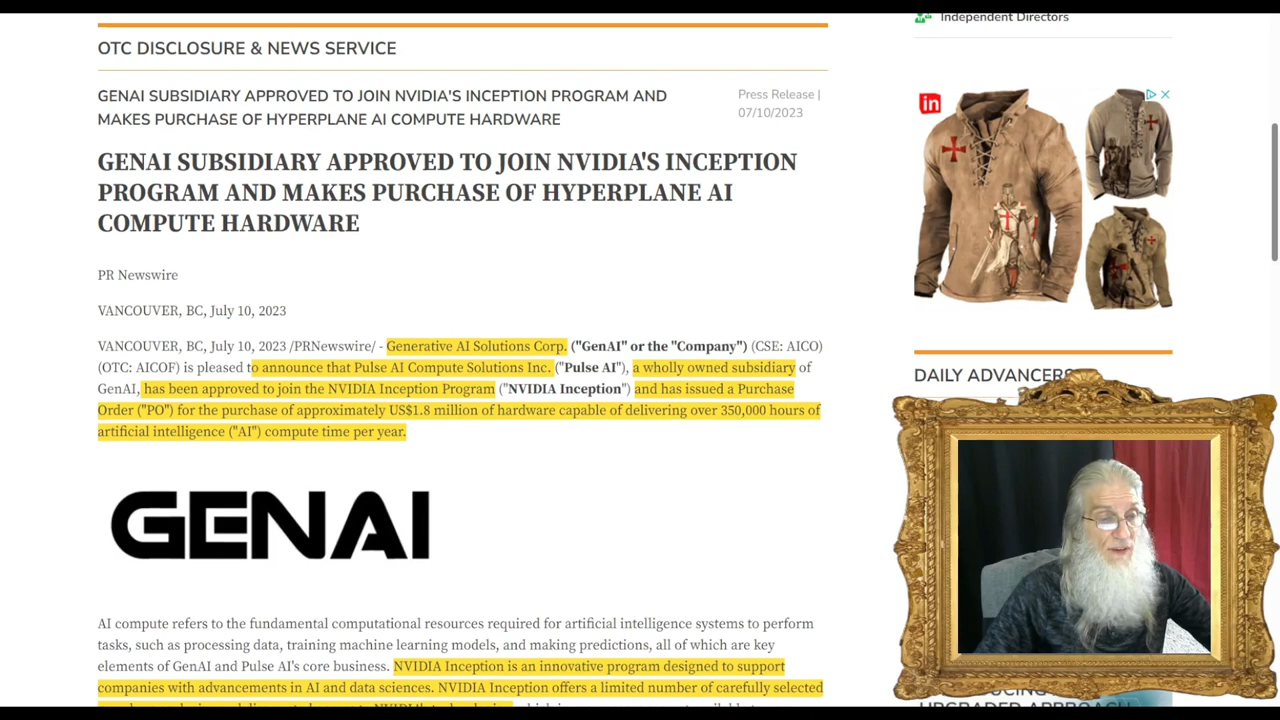 OTC DISCLOSURE & NEWS SERVICE
GENAI SUBSIDIARY APPROVED TO JOIN NVIDIA'S INCEPTION PROGRAM AND
MAKES PURCHASE OF HYPERPLANE AI COMPUTE HARDWARE
Press Release |
07/10/2023
GENAI SUBSIDIARY APPROVED TO JOIN NVIDIA'S INCEPTION
PROGRAM AND MAKES PURCHASE OF HYPERPLANE AI
COMPUTE HARDWARE
PR Newswire
VANCOUVER, BC, July 10, 2023
VANCOUVER, BC, July 10, 2023 /PRNewswire/ - Generative AI Solutions Corp. ("GenAI" or the "Company") (CSE: AICO)
(OTC: AICOF) is pleased to announce that Pulse AI Compute Solutions Inc. ("Pulse AI"), a wholly owned subsidiary of
GenAI, has been approved to join the NVIDIA Inception Program ("NVIDIA Inception") and has issued a Purchase
Order ("PO") for the purchase of approximately US$1.8 million of hardware capable of delivering over 350,000 hours of
artificial intelligence ("AI") compute time per year.
GENAI
AI compute refers to the fundamental computational resources required for artificial intelligence systems to perform
tasks, such as processing data, training machine learning models, and making predictions, all of which are key
elements of GenAI and Pulse AI's core business. NVIDIA Inception is an innovative program designed to support
companies with advancements in AI and data sciences. NVIDIA Inception offers a limited number of carefully selected
Independent Directors
in
DAILY ADVANCERS